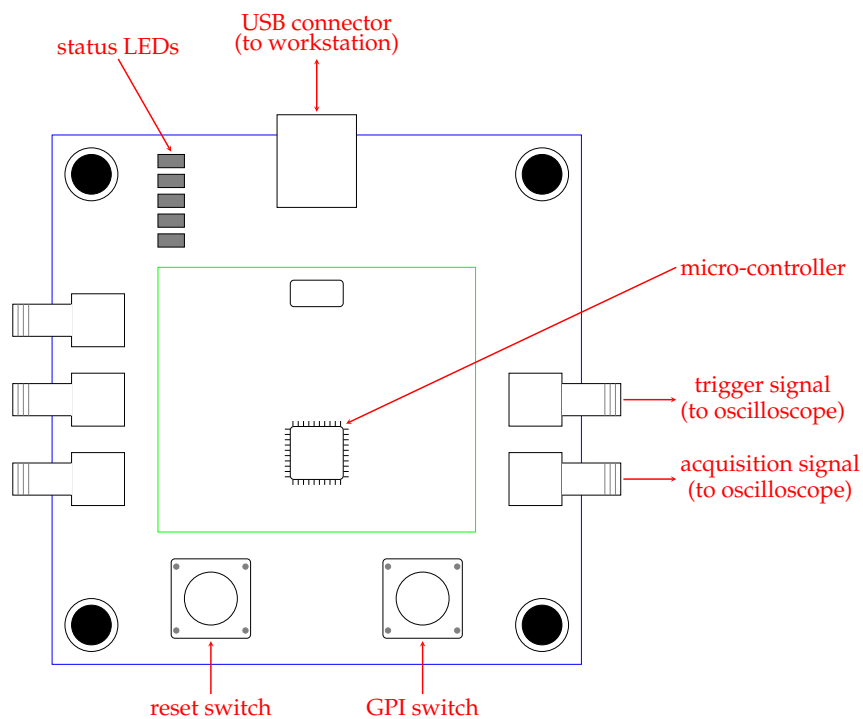 USB connector
(to workstation)
status LEDs
micro-controller
trigger signal
(to oscilloscope)
acquisition signal
(to oscilloscope)
reset switch
GPI switch